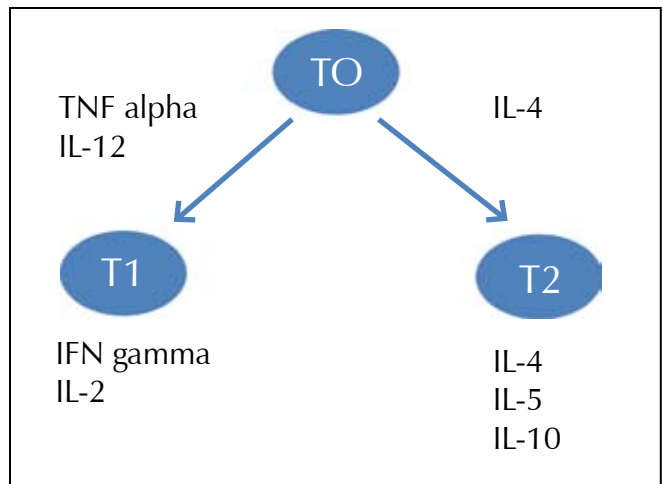 TO
TNF alpha
IL-12
IL-4
T1
T2
IFN gamma
IL-2
IL-4
IL-5
IL-10